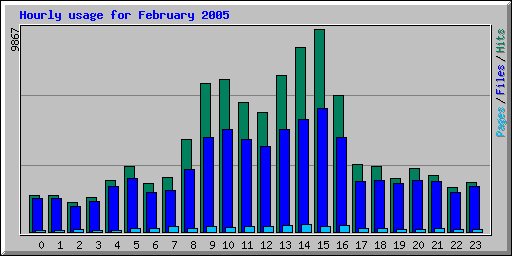 Hourly usage for February 2005
9867
Pages/Files/Hits
0 1 2 3 4 5 6 7 8 9 10 11 12 13 14 15 16 17 18 19 20 21 22 23